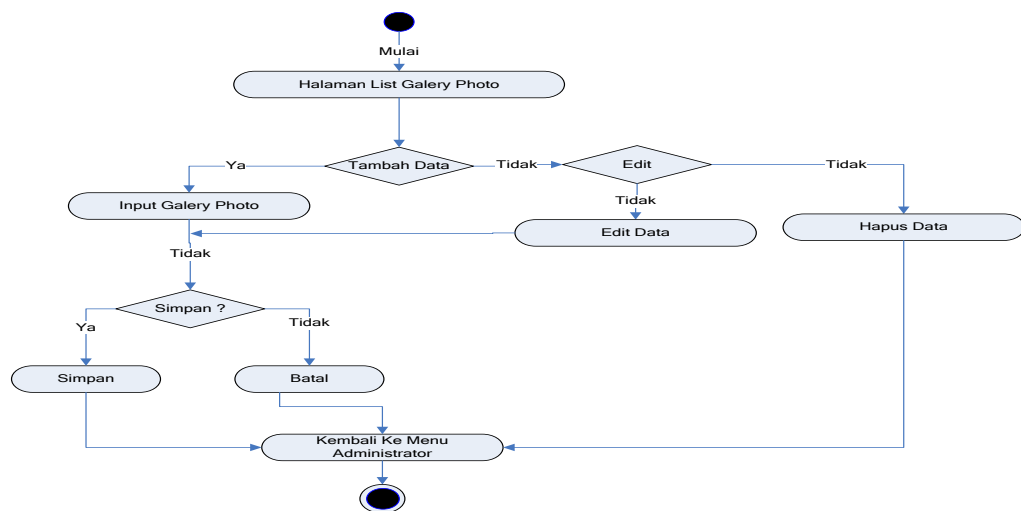 Mulai
Halaman List Galery Photo
Tambah Data
Ya
Tidak
Edit
Tidak
Input Galery Photo
Tidak
Edit Data
Hapus Data
Tidak
Simpan ?
Ya
Tidak
Simpan
Batal
Kembali Ke Menu
Administrator